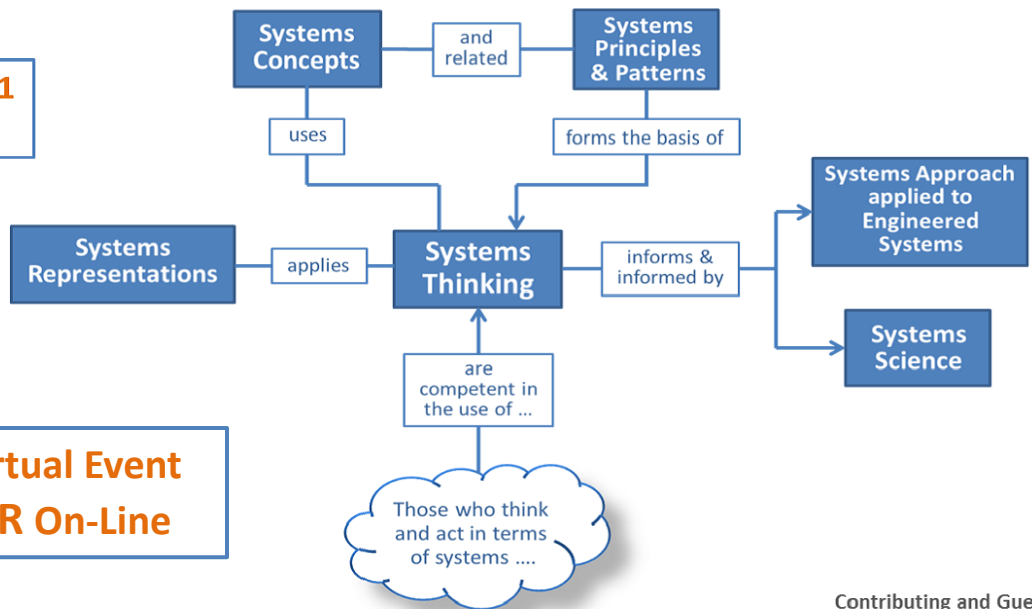 Systems
Concepts
and
related
Systems
Principles
& Patterns
1
uses
forms the basis of
Systems Approach
applied to
Engineered
Systems
Systems
Representations
applies
Systems
Thinking
informs &
informed by
Systems
Science
are
competent in
the use of ...
rtual Event
R On-Line
Those who think
and act in terms
of systems ....
Contributing and Gue